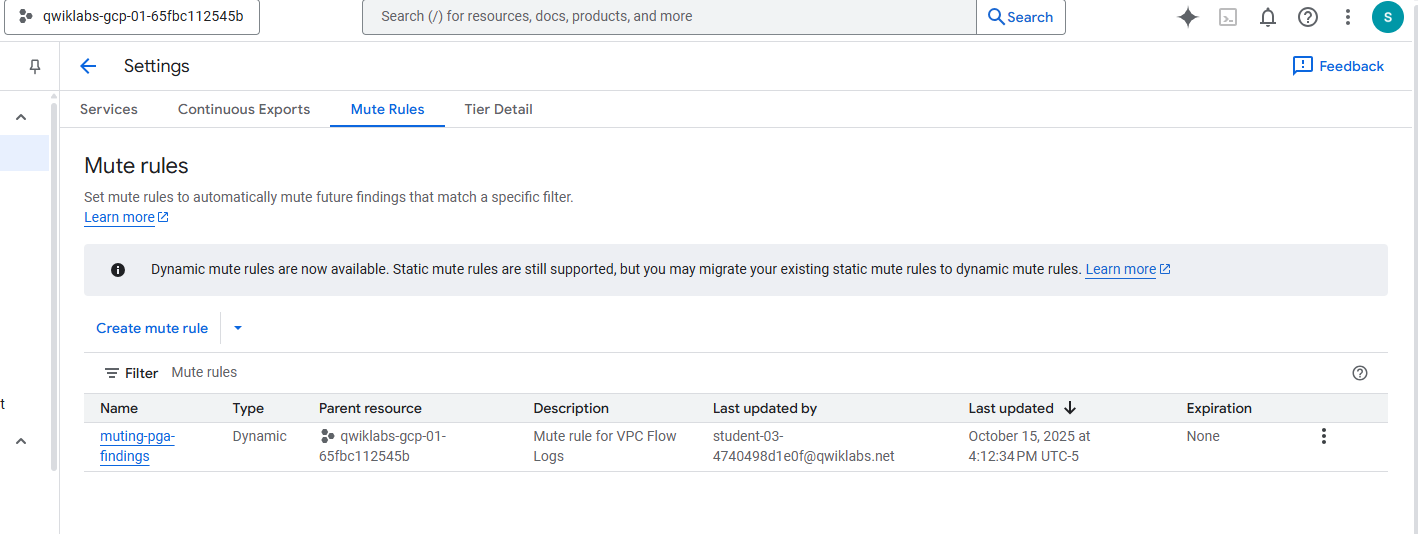 qwiklabs-gcp-01-65fbc112545b
Search (/) for resources, docs, products, and more
Search
S
Settings
Feedback
Services
Continuous Exports
Mute Rules
Tier Detail
Mute rules
Set mute rules to automatically mute future findings that match a specific filter.
Learn more
Dynamic mute rules are now available. Static mute rules are still supported, but you may migrate your existing static mute rules to dynamic mute rules. Learn more
Create mute rule
Filter Mute rules
t
Name Type Parent resource Description Last updated by Last updated Expiration
muting-pga- Dynamic qwiklabs-gcp-01- Mute rule for VPC Flow student-03- October 15, 2025 at None
findings 65fbc112545b Logs 4740498d1e0f@qwiklabs.net 4:12:34 PM UTC-5